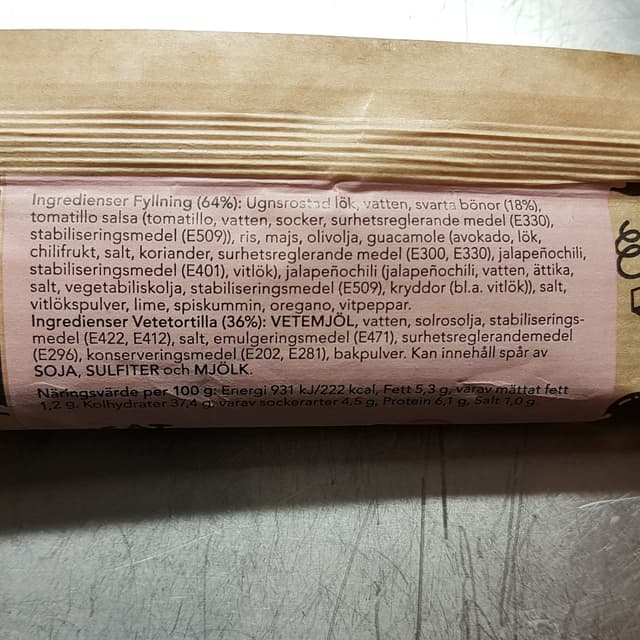 Ingredienser Fyllning (64%): Ugnsrostad lök, vatten, svarta bönor (18%),
tomatillo salsa (tomatillo, vatten, socker, surhetsreglerande medel (E330),
stabiliseringsmedel (E509)), ris, majs, olivolja, guacamole (avokado, lök,
chilifrukt, salt, koriander, surhetsreglerande medel (E300, E330), jalapeñochili,
stabiliseringsmedel (E401), vitlök), jalapeñochili (jalapeñochili, vatten, ättika,
salt, vegetabiliskolja, stabiliseringsmedel (E509), kryddor (bl.a. vitlök)), salt,
vitlökspulver, lime, spiskummin, oregano, vitpeppar.
Ingredienser Vetetortilla (36%): VETEMJÖL, vatten, solrosolja, stabiliserings-
medel (E422, E412), salt, emulgeringsmedel (E471), surhetsreglerandemedel
(E296), konserveringsmedel (E202, E281), bakpulver. Kan innehåll spår av
SOJA, SULFITER och MJÖLK.
Näringsvärde per 100 g: Energi 931 kJ/222 kcal, Fett 5,3 g, varav mättat fett
1,2 g, Kolhydrater 37,4 g, varav sockerarter 4,5 g, Protein 6,1 g, Salt 1,0 g